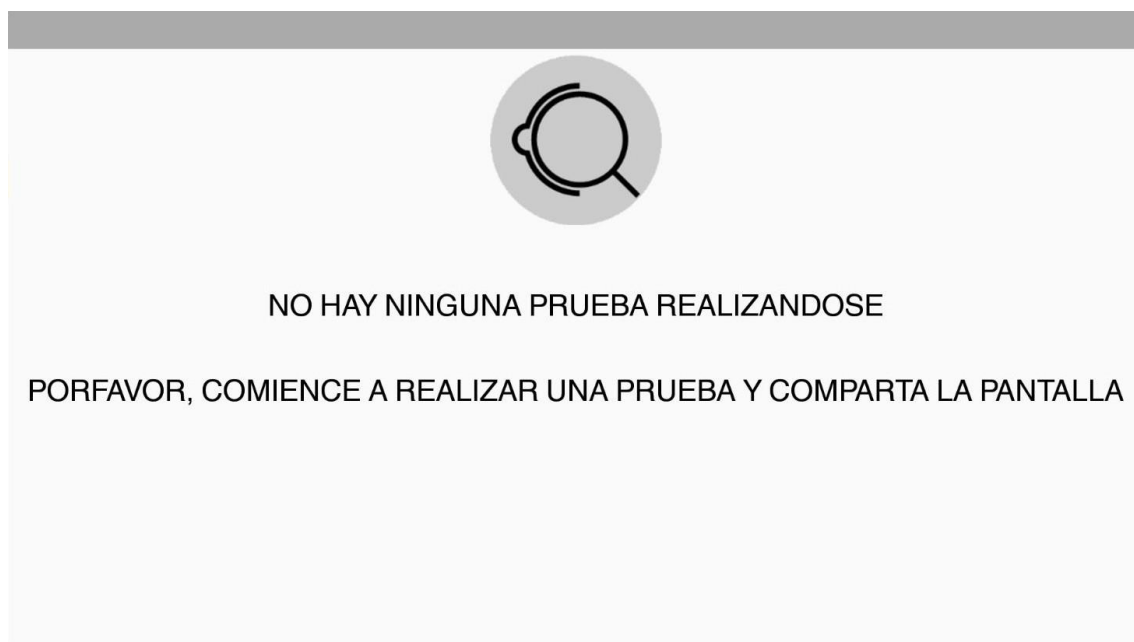 NO HAY NINGUNA PRUEBA REALIZANDOSE
PORFAVOR, COMIENCE A REALIZAR UNA PRUEBA Y COMPARTA LA PANTALLA